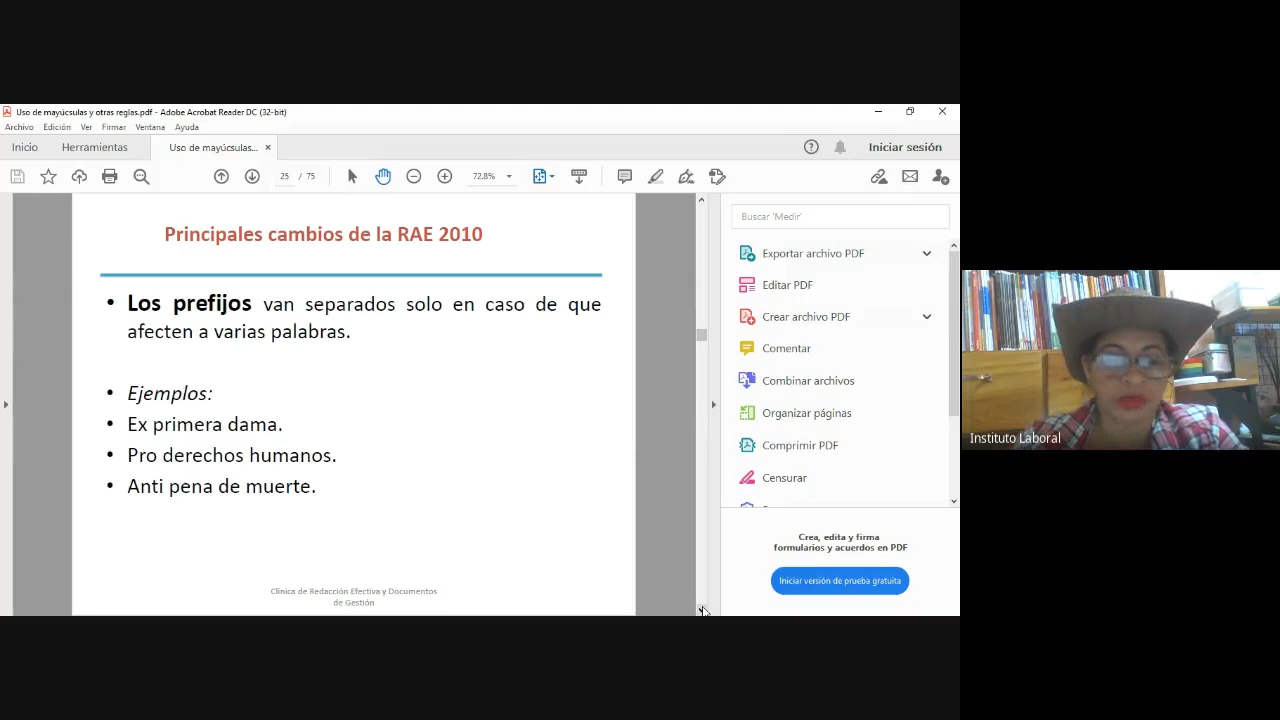 Uso de mayúcsulas y otras reglas.pdf - Adobe Acrobat Reader DC (32-bit)
Archivo Edición Ver Firmar Ventana Ayuda
Inicio Herramientas Uso de mayúcsulas... × Iniciar sesión
25 / 75 72.8%
Principales cambios de la RAE 2010
• Los prefijos van separados solo en caso de que
afecten a varias palabras.
• Ejemplos:
• Ex primera dama.
• Pro derechos humanos.
• Anti pena de muerte.
Clínica de Redacción Efectiva y Documentos
de Gestión
Buscar 'Medir'
Exportar archivo PDF
Editar PDF
Crear archivo PDF
Comentar
Combinar archivos
Organizar páginas
Comprimir PDF
Censurar
Crea, edita y firma
formularios y acuerdos en PDF
Iniciar versión de prueba gratuita
Instituto Laboral